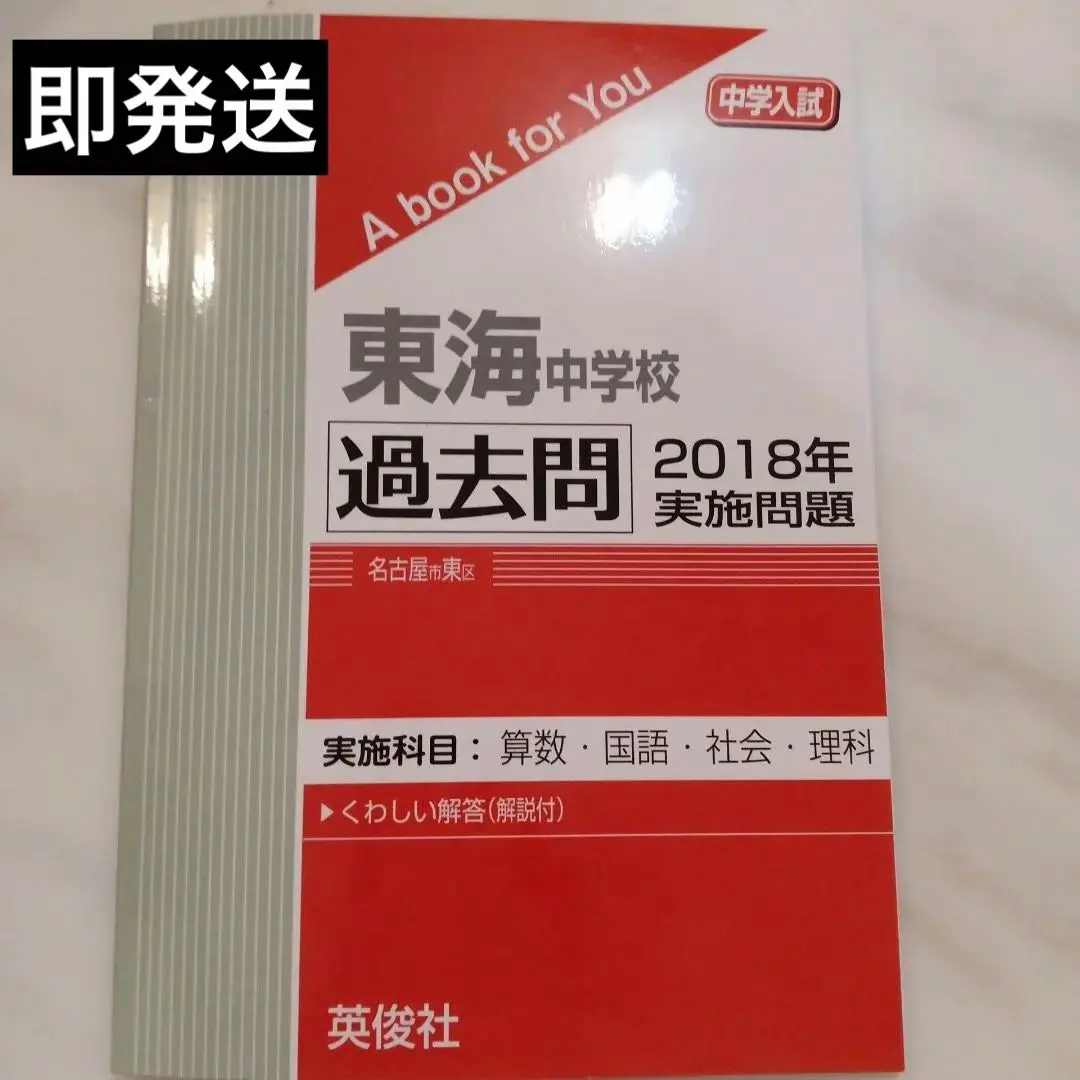 即発送
A book for You
中学入試
東海中学校
過去問
2018年
実施問題
名古屋市東区
実施科目：算数・国語・社会・理科
▶くわしい解答（解説付）
英俊社